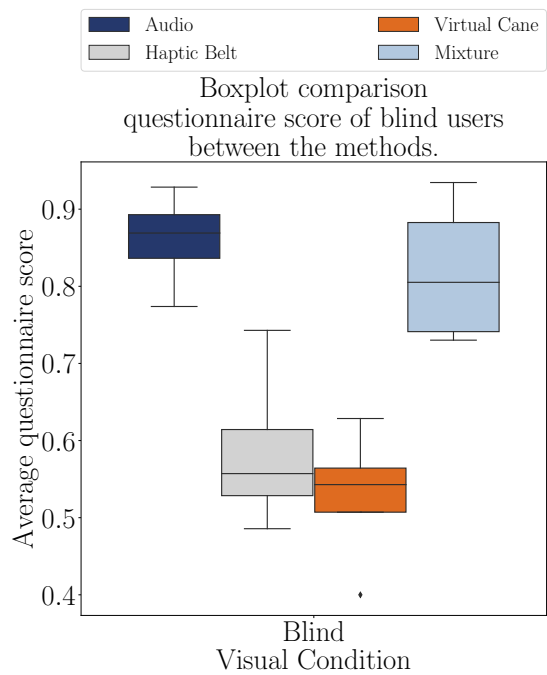 Audio
Haptic Belt
Virtual Cane
Mixture
Boxplot comparison
questionnaire score of blind users
between the methods.
Average questionnaire score
0.9
0.8
0.7
0.6
0.5
0.4
Blind
Visual Condition